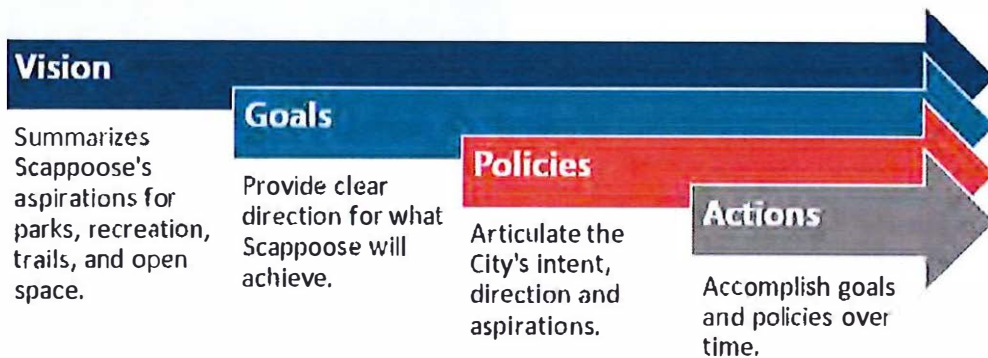 Vision
Summarizes
Scappoose's
aspirations for
parks, recreation,
trails, and open
space.
Goals
Provide clear
direction for what
Scappoose will
achieve.
Policies
Articulate the
City's intent,
direction and
aspirations.
Actions
Accomplish goals
and policies over
time.